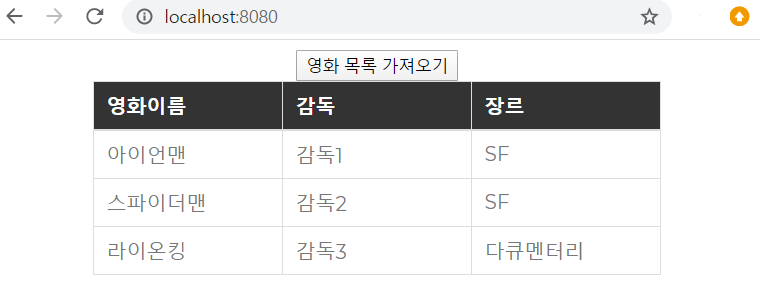 localhost:8080
영화 목록 가져오기
영화이름 감독 장르
아이언맨 감독1 SF
스파이더맨 감독2 SF
라이온킹 감독3 다큐멘터리